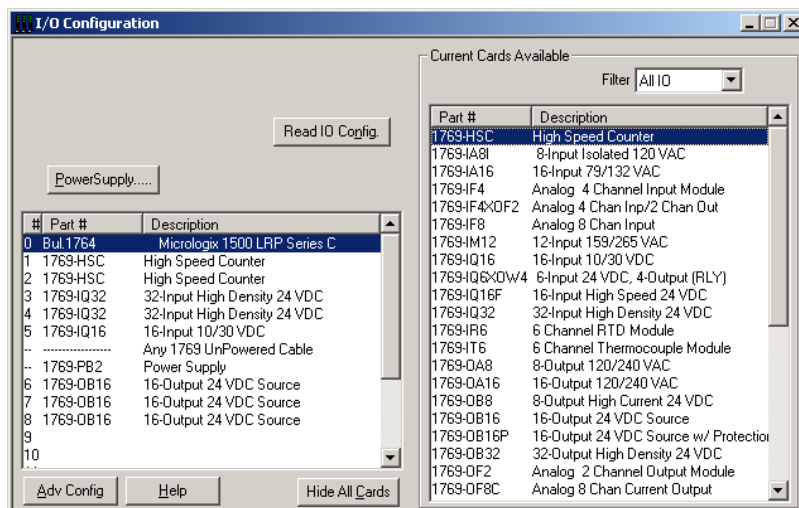 I/O Configuration
Read IO Config.
PowerSupply.....
# Part # Description
0 Bul.1764 Micrologix 1500 LRP Series C
1 1769-HSC High Speed Counter
2 1769-HSC High Speed Counter
3 1769-IQ32 32-Input High Density 24 VDC
4 1769-IQ32 32-Input High Density 24 VDC
5 1769-IQ16 16-Input 10/30 VDC
-- ----------------- Any 1769 UnPowered Cable
-- 1769-PB2 Power Supply
6 1769-OB16 16-Output 24 VDC Source
7 1769-OB16 16-Output 24 VDC Source
8 1769-OB16 16-Output 24 VDC Source
9
10
Adv Config Help Hide All Cards
Current Cards Available
Filter All IO
Part # Description
1769-HSC High Speed Counter
1769-IA8I 8-Input Isolated 120 VAC
1769-IA16 16-Input 79/132 VAC
1769-IF4 Analog 4 Channel Input Module
1769-IF4XOF2 Analog 4 Chan Inp/2 Chan Out
1769-IF8 Analog 8 Chan Input
1769-IM12 12-Input 159/265 VAC
1769-IQ16 16-Input 10/30 VDC
1769-IQ6XOW4 6-Input 24 VDC, 4-Output (RLY)
1769-IQ16F 16-Input High Speed 24 VDC
1769-IQ32 32-Input High Density 24 VDC
1769-IR6 6 Channel RTD Module
1769-IT6 6 Channel Thermocouple Module
1769-OA8 8-Output 120/240 VAC
1769-OA16 16-Output 120/240 VAC
1769-OB8 8-Output High Current 24 VDC
1769-OB16 16-Output 24 VDC Source
1769-OB16P 16-Output 24 VDC Source w/ Protection
1769-OB32 32-Output High Density 24 VDC
1769-OF2 Analog 2 Channel Output Module
1769-OF8C Analog 8 Chan Current Output